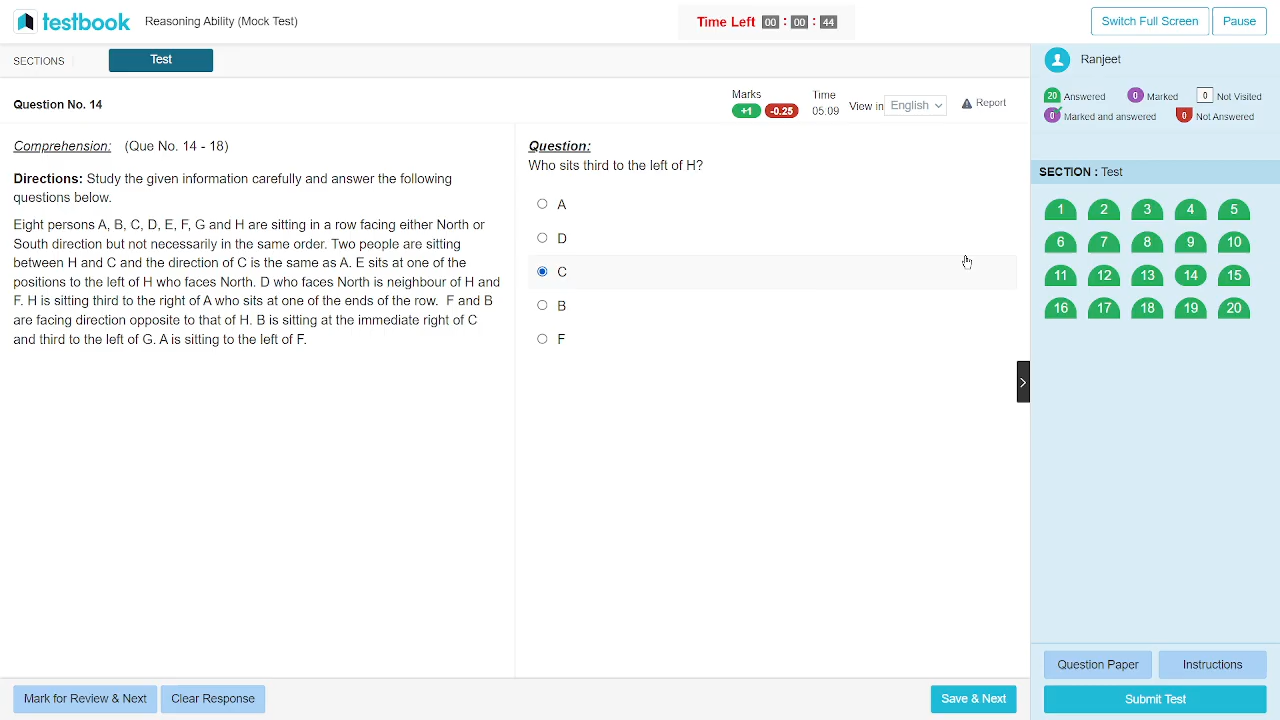 testbook
Reasoning Ability (Mock Test)
Time Left 00 : 00 : 44
Switch Full Screen
Pause
SECTIONS
Test
Ranjeet
Question No. 14
Marks
+1 -0.25
Time
05:09
View in English
Report
20 Answered
0 Marked
0 Not Visited
0 Marked and answered
0 Not Answered
Comprehension: (Que No. 14 - 18)
Directions: Study the given information carefully and answer the following
questions below.
Eight persons A, B, C, D, E, F, G and H are sitting in a row facing either North or
South direction but not necessarily in the same order. Two people are sitting
between H and C and the direction of C is the same as A. E sits at one of the
positions to the left of H who faces North. D who faces North is neighbour of H and
F. H is sitting third to the right of A who sits at one of the ends of the row. F and B
are facing direction opposite to that of H. B is sitting at the immediate right of C
and third to the left of G. A is sitting to the left of F.
Question:
Who sits third to the left of H?
A
D
C
B
F
SECTION : Test
1 2 3 4 5
6 7 8 9 10
11 12 13 14 15
16 17 18 19 20
Mark for Review & Next
Clear Response
Save & Next
Question Paper
Instructions
Submit Test